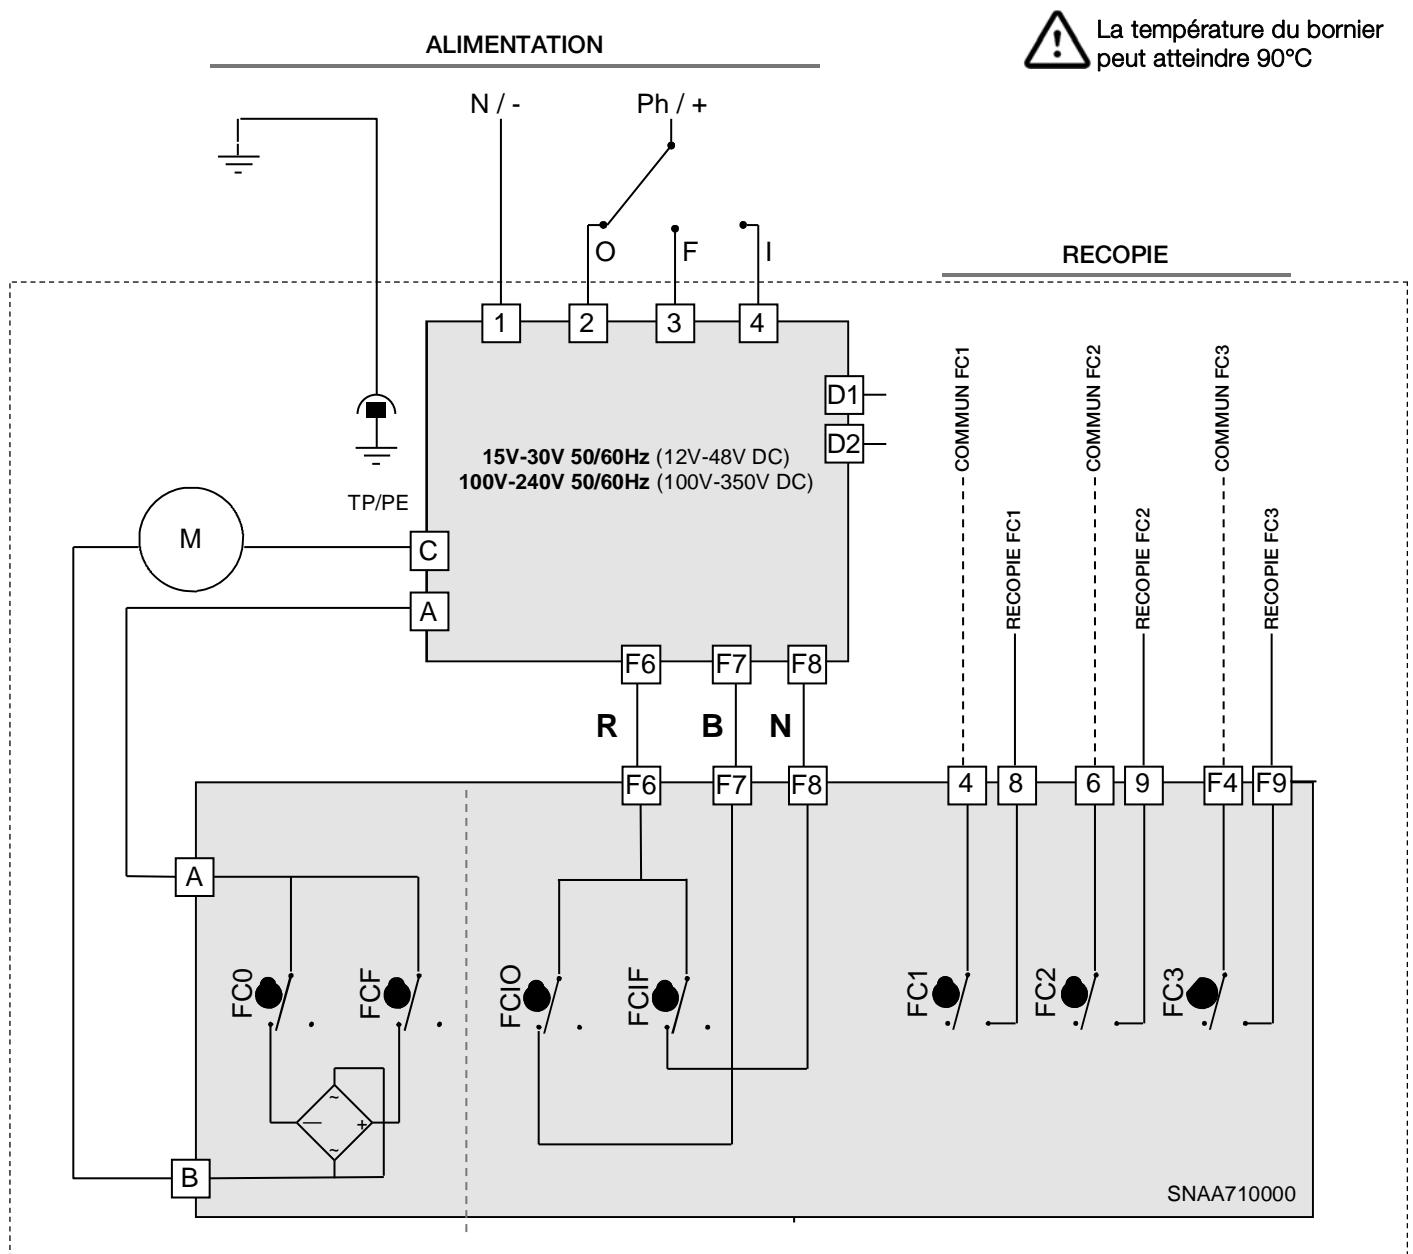 La température du bornier
peut atteindre 90°C
ALIMENTATION
N / -
Ph / +
O
F
I
RECOPIE
1
2
3
4
D1
D2
15V-30V 50/60Hz (12V-48V DC)
100V-240V 50/60Hz (100V-350V DC)
TP/PE
M
C
A
COMMUN FC1
RECOPIE FC1
COMMUN FC2
RECOPIE FC2
COMMUN FC3
RECOPIE FC3
F6
F7
F8
R
B
N
F6
F7
F8
4
8
6
9
F4
F9
A
FC0
FCF
FCIO
FCIF
FC1
FC2
FC3
~
—
+
~
B
SNAA710000